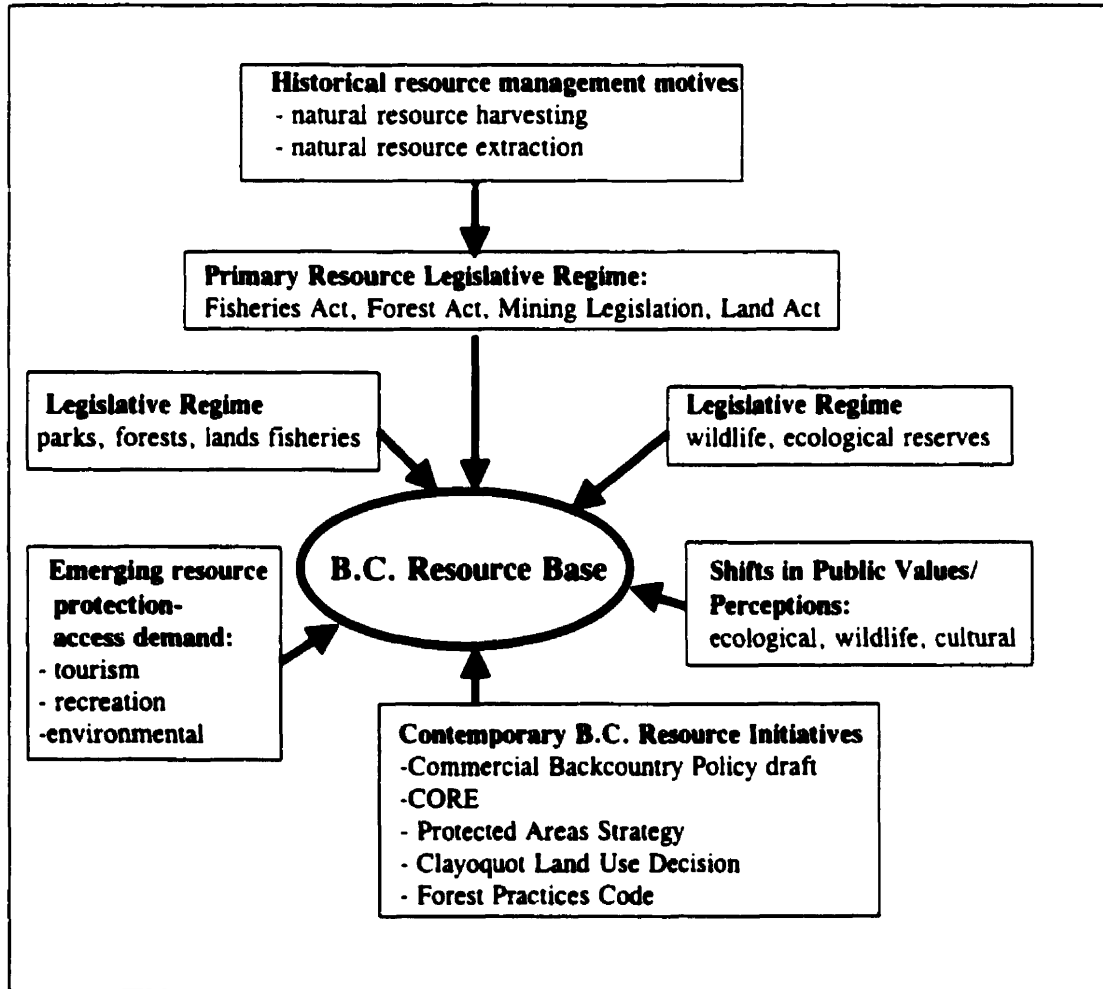 Historical resource management motives
- natural resource harvesting
- natural resource extraction
Primary Resource Legislative Regime:
Fisheries Act, Forest Act, Mining Legislation, Land Act
Legislative Regime
parks, forests, lands fisheries
Legislative Regime
wildlife, ecological reserves
B.C. Resource Base
Emerging resource
protection-
access demand:
- tourism
- recreation
-environmental
Shifts in Public Values/
Perceptions:
ecological, wildlife, cultural
Contemporary B.C. Resource Initiatives
-Commercial Backcountry Policy draft
-CORE
- Protected Areas Strategy
- Clayoquot Land Use Decision
- Forest Practices Code